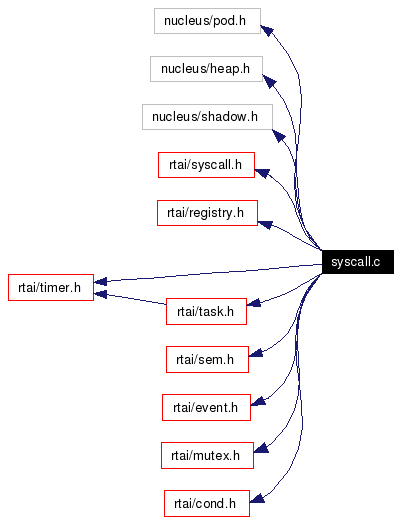 nucleus/pod.h
nucleus/heap.h
nucleus/shadow.h
rtai/syscall.h
rtai/registry.h
syscall.c
rtai/timer.h
rtai/task.h
rtai/sem.h
rtai/event.h
rtai/mutex.h
rtai/cond.h